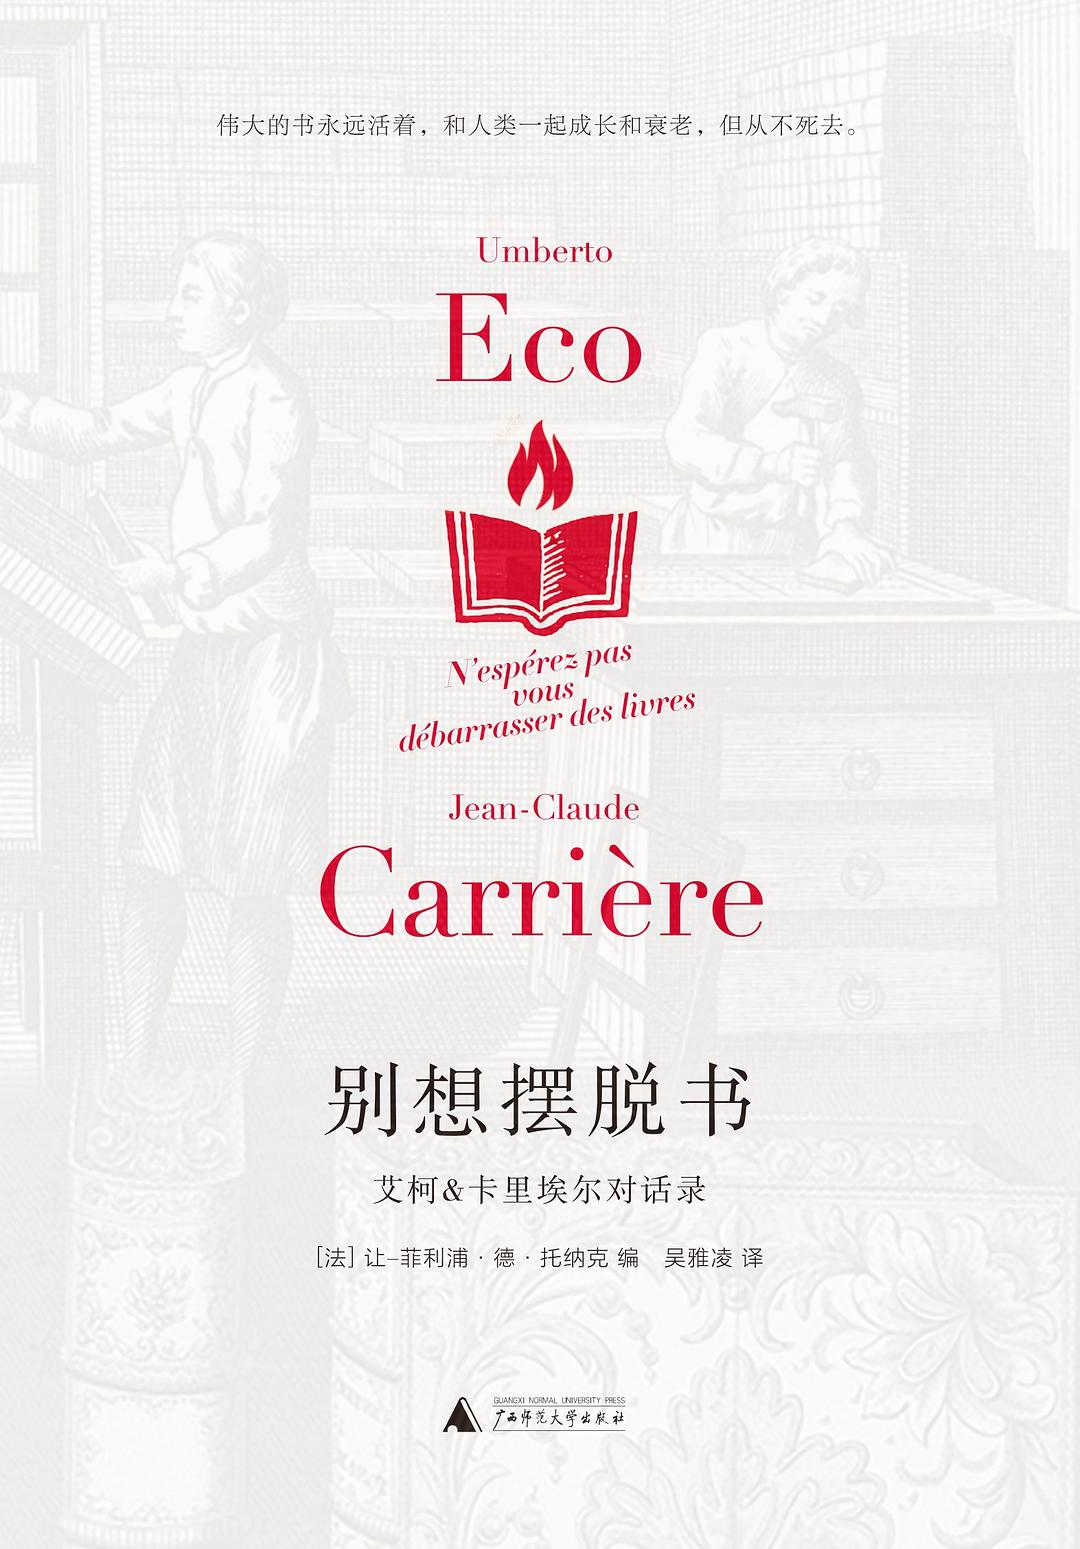 伟大的书永远活着，和人类一起成长和衰老，但从不死去。
Umberto
Eco
N'espérez pas
vous
débarrasser des livres
Jean-Claude
Carrière
别想摆脱书
艾柯&卡里埃尔对话录
[法] 让–菲利浦·德·托纳克 编 吴雅凌 译
GUANGXI NORMAL UNIVERSITY PRESS
广西师范大学出版社